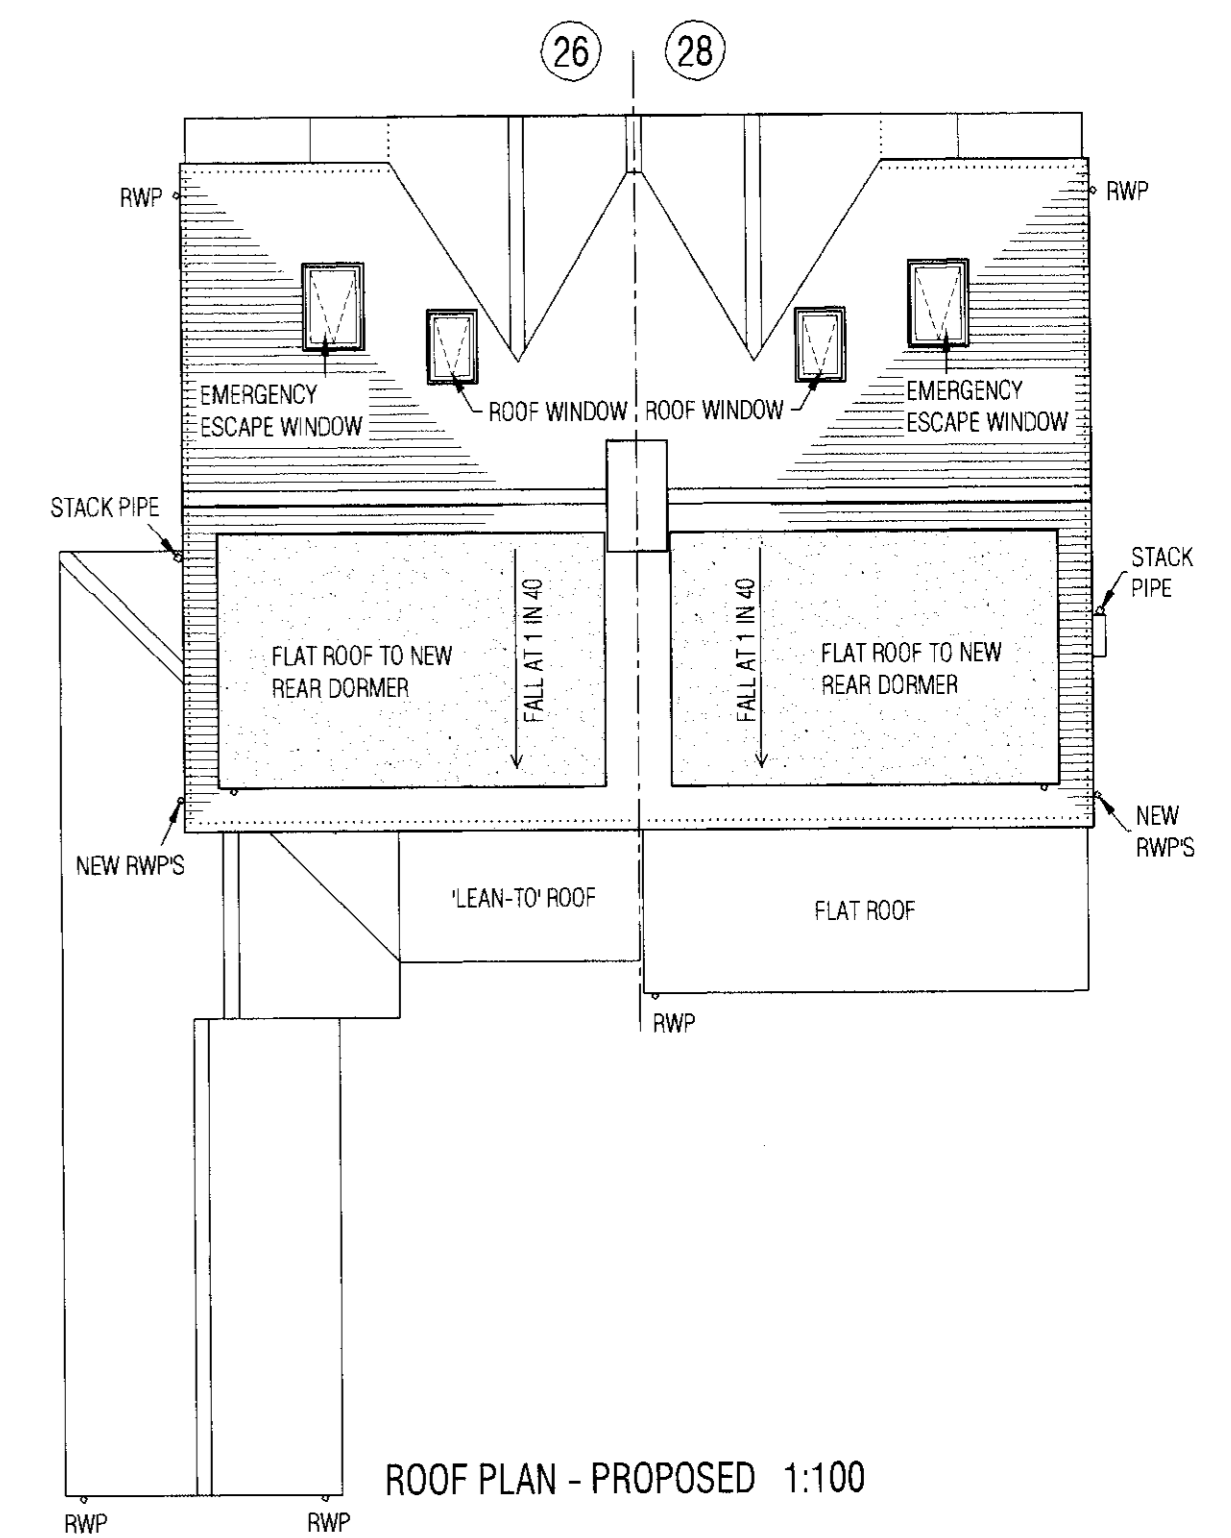 26 28
RWP
RWP
EMERGENCY
ESCAPE WINDOW
ROOF WINDOW
ROOF WINDOW
EMERGENCY
ESCAPE WINDOW
STACK PIPE
STACK
PIPE
FLAT ROOF TO NEW
REAR DORMER
FALL AT 1 IN 40
FALL AT 1 IN 40
FLAT ROOF TO NEW
REAR DORMER
NEW RWP'S
NEW
RWP'S
'LEAN-TO' ROOF
FLAT ROOF
RWP
ROOF PLAN - PROPOSED 1:100
RWP
RWP